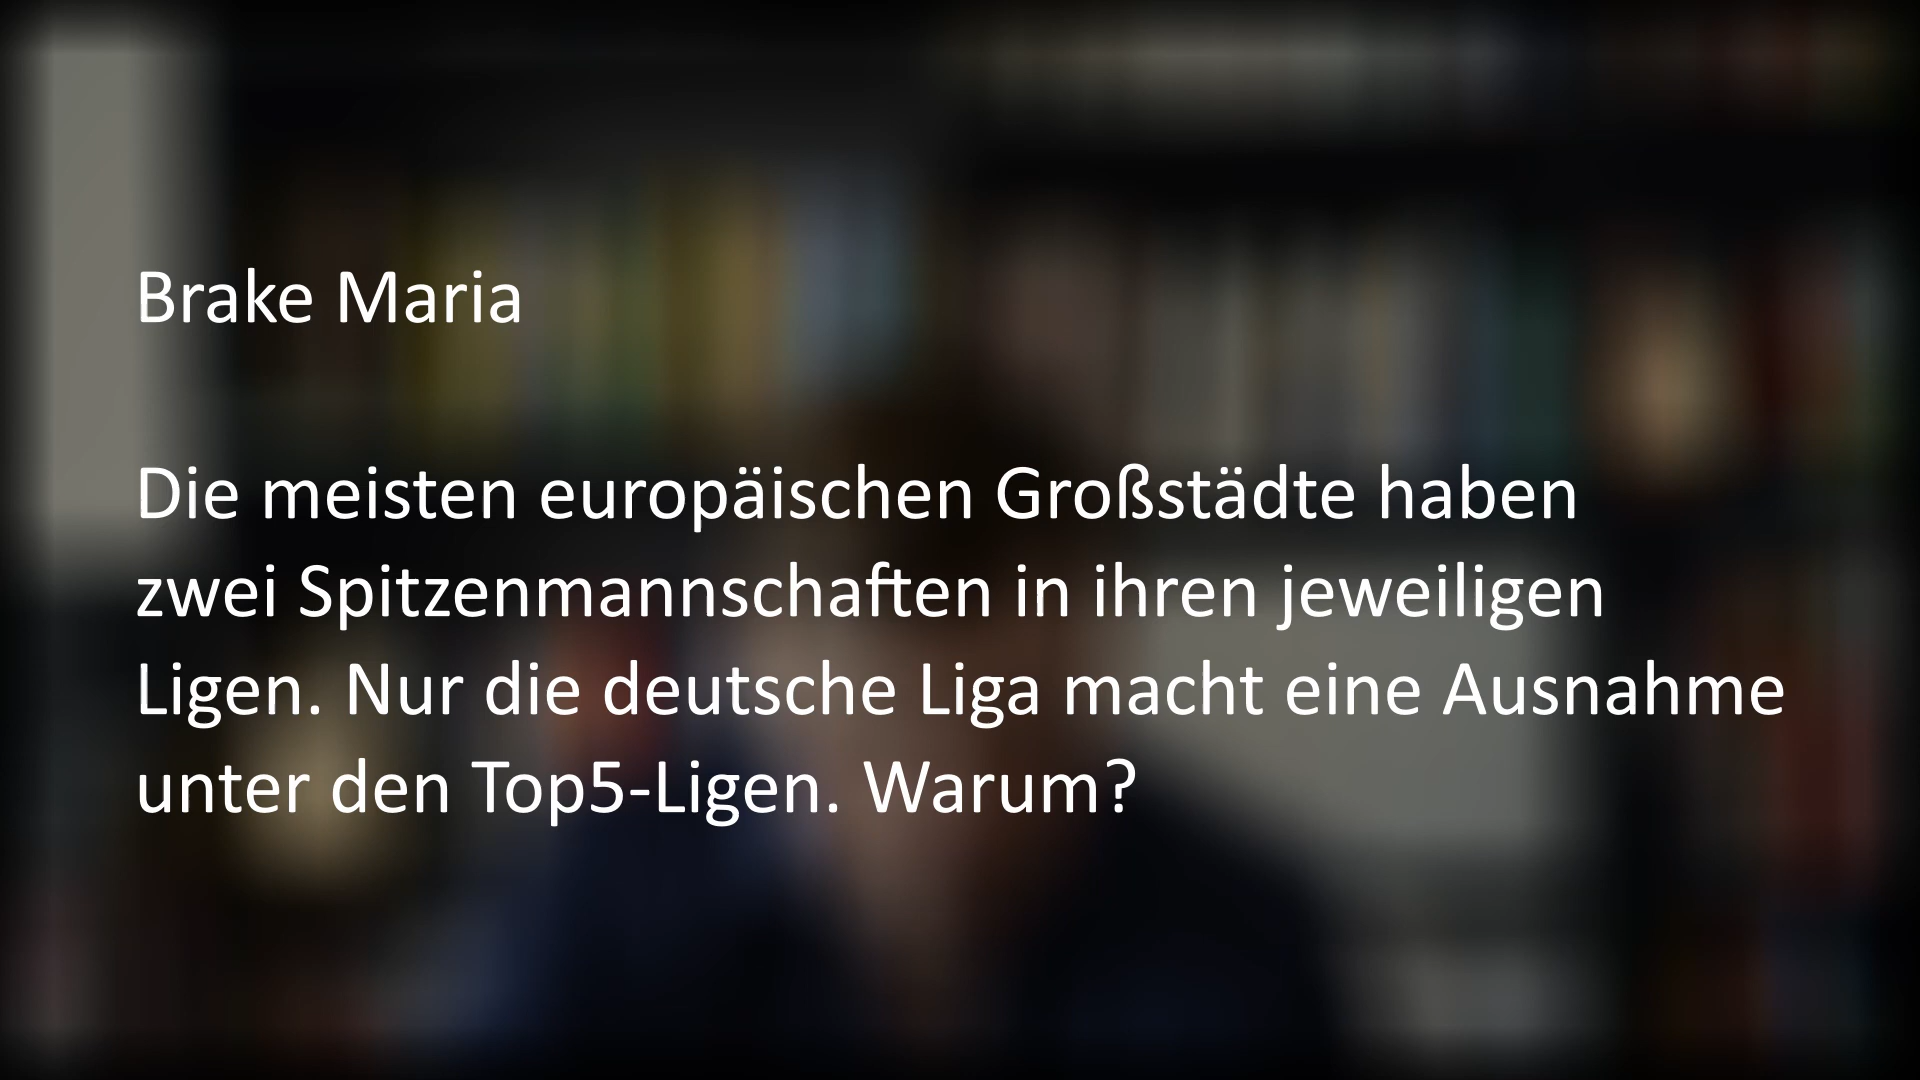 Brake Maria
Die meisten europäischen Großstädte haben
zwei Spitzenmannschaften in ihren jeweiligen
Ligen. Nur die deutsche Liga macht eine Ausnahme
unter den Top5-Ligen. Warum?